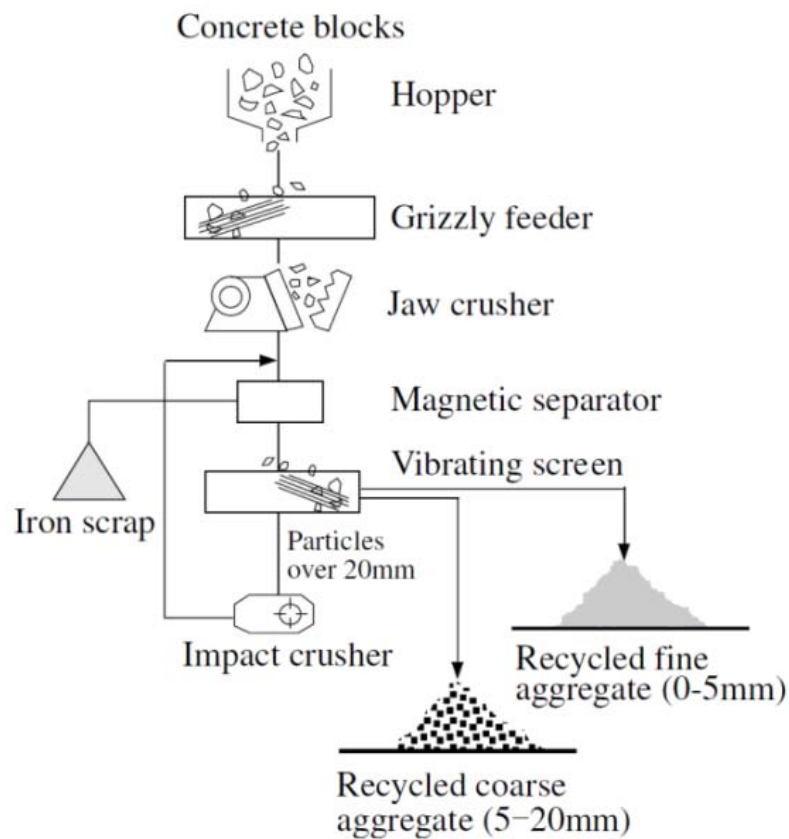 Concrete blocks
Hopper
Grizzly feeder
Jaw crusher
Magnetic separator
Vibrating screen
Iron scrap
Particles
over 20mm
Impact crusher
Recycled fine
aggregate (0-5mm)
Recycled coarse
aggregate (5−20mm)